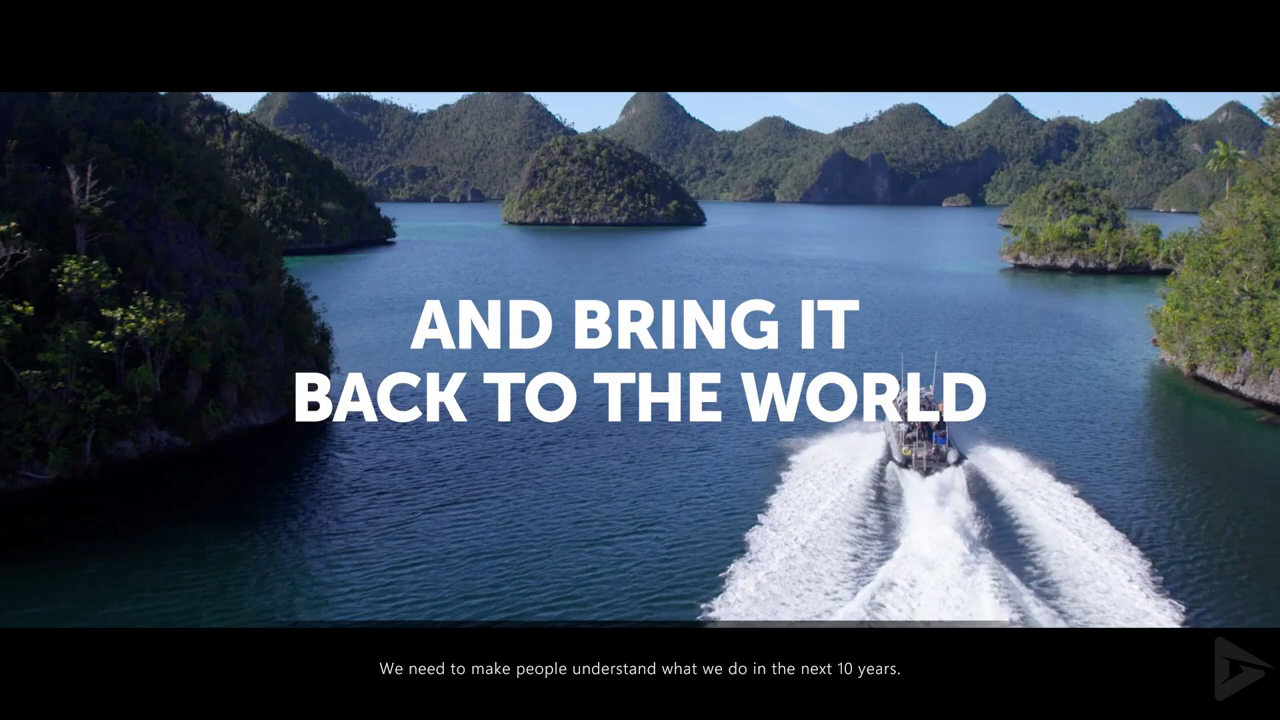 AND BRING IT
BACK TO THE WORLD
We need to make people understand what we do in the next 10 years.